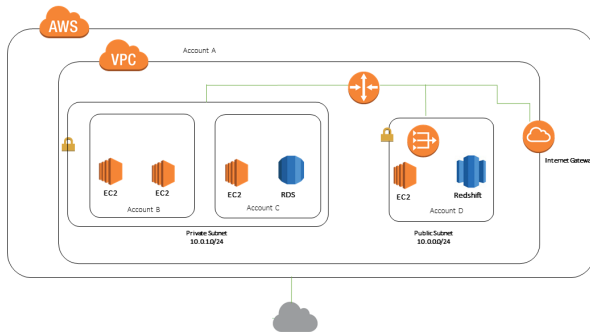 AWS
Account A
VPC
Internet Gateway
EC2
EC2
EC2
RDS
EC2
Redshift
Account B
Account C
Account D
Private Subnet
10.0.1.0/24
Public Subnet
10.0.0.0/24